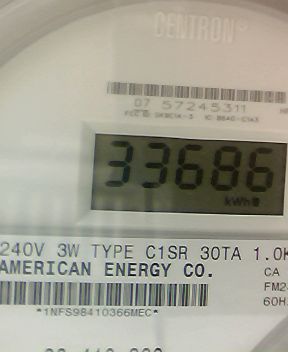 CENTRON®
07 57245311
33686
kWh
240V 3W TYPE C1SR 30TA 1.0K
AMERICAN ENERGY CO.
CA
FM2
60H
*1NFS98410366MEC*